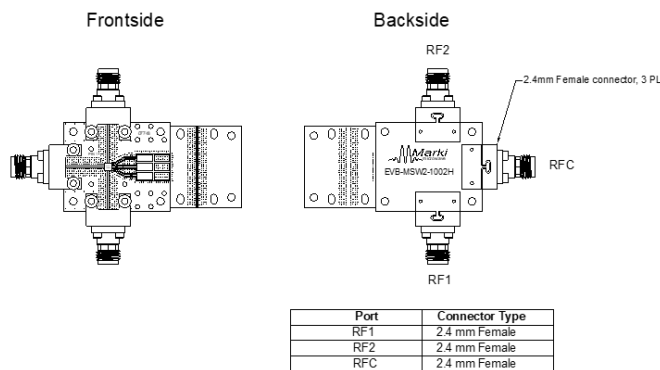 Frontside
Backside
RF2
2.4mm Female connector, 3 PL
Marki
microwave
EVB-MSW2-1002H
RFC
RF1
Port Connector Type
RF1 2.4 mm Female
RF2 2.4 mm Female
RFC 2.4 mm Female